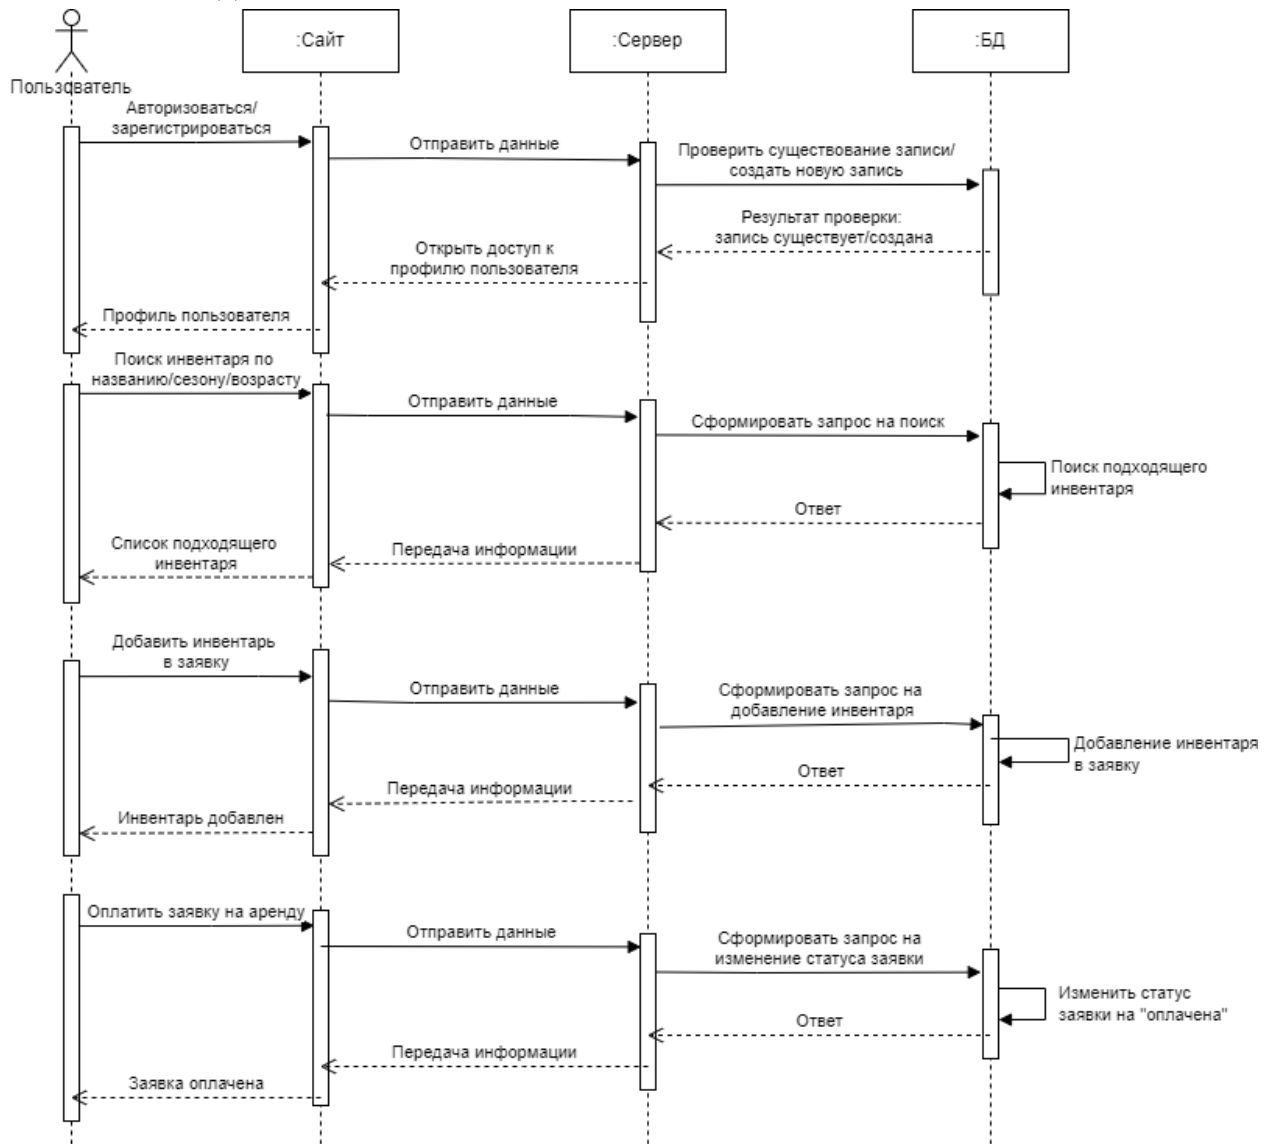 :Сайт
:Сервер
:БД
Пользователь
Авторизоваться/
зарегистрироваться
Отправить данные
Проверить существование записи/
создать новую запись
Результат проверки:
запись существует/создана
Открыть доступ к
профилю пользователя
Профиль пользователя
Поиск инвентаря по
названию/сезону/возрасту
Отправить данные
Сформировать запрос на поиск
Поиск подходящего
инвентаря
Ответ
Передача информации
Список подходящего
инвентаря
Добавить инвентарь
в заявку
Отправить данные
Сформировать запрос на
добавление инвентаря
Добавление инвентаря
в заявку
Ответ
Передача информации
Инвентарь добавлен
Оплатить заявку на аренду
Отправить данные
Сформировать запрос на
изменение статуса заявки
Изменить статус
заявки на "оплачена"
Ответ
Передача информации
Заявка оплачена